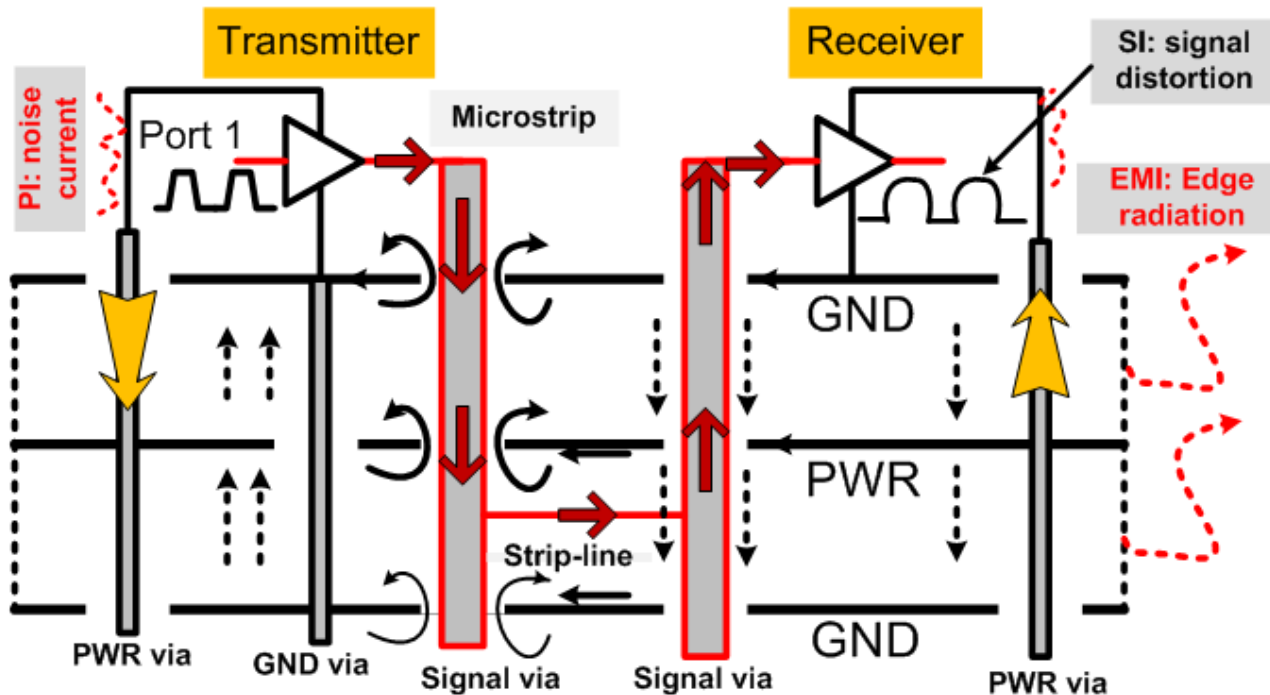 Transmitter
Receiver
SI: signal
distortion
PI: noise
current
Port 1
Microstrip
EMI: Edge
radiation
GND
PWR
Strip-line
GND
PWR via
GND via
Signal via
Signal via
PWR via